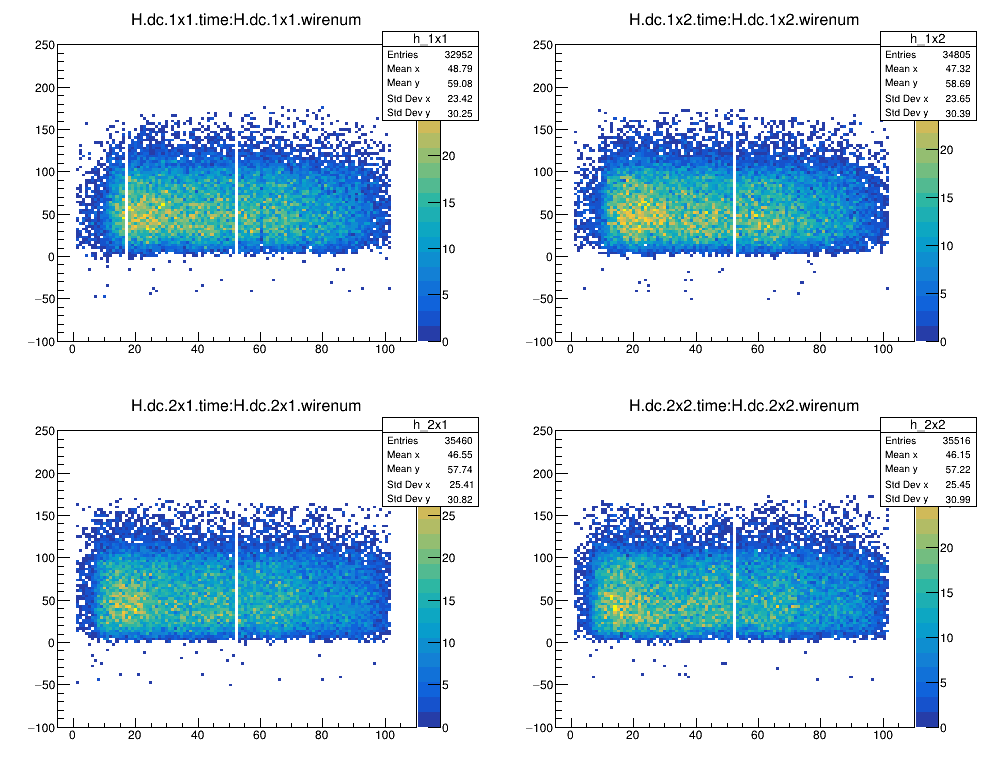 H.dc.1x1.time:H.dc.1x1.wirenum
h_1x1
Entries 32952
Mean x 48.79
Mean y 59.08
Std Dev x 23.42
Std Dev y 30.25
250
200
150
100
50
0
−50
−100
0 20 40 60 80 100
20
15
10
5
0
H.dc.1x2.time:H.dc.1x2.wirenum
h_1x2
Entries 34805
Mean x 47.32
Mean y 58.69
Std Dev x 23.65
Std Dev y 30.39
250
200
150
100
50
0
−50
−100
0 20 40 60 80 100
20
15
10
5
0
H.dc.2x1.time:H.dc.2x1.wirenum
h_2x1
Entries 35460
Mean x 46.55
Mean y 57.74
Std Dev x 25.41
Std Dev y 30.82
250
200
150
100
50
0
−50
−100
0 20 40 60 80 100
25
20
15
10
5
0
H.dc.2x2.time:H.dc.2x2.wirenum
h_2x2
Entries 35516
Mean x 46.15
Mean y 57.22
Std Dev x 25.45
Std Dev y 30.99
250
200
150
100
50
0
−50
−100
0 20 40 60 80 100
20
15
10
5
0